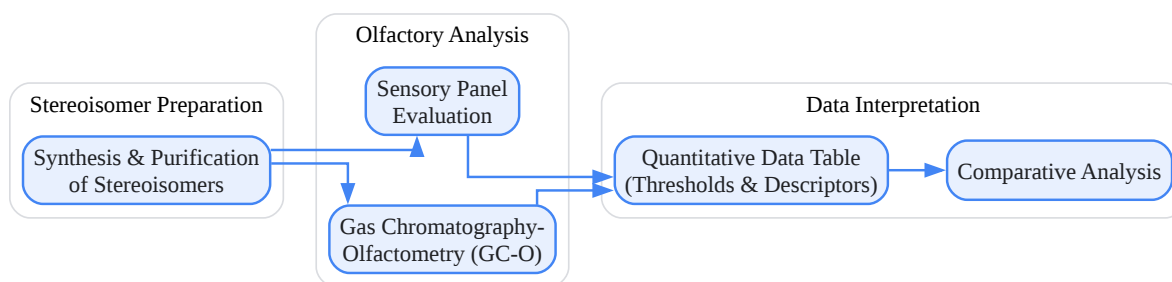 Stereoisomer Preparation
Synthesis & Purification
of Stereoisomers
Olfactory Analysis
Sensory Panel
Evaluation
Gas Chromatography-
Olfactometry (GC-O)
Data Interpretation
Quantitative Data Table
(Thresholds & Descriptors)
Comparative Analysis